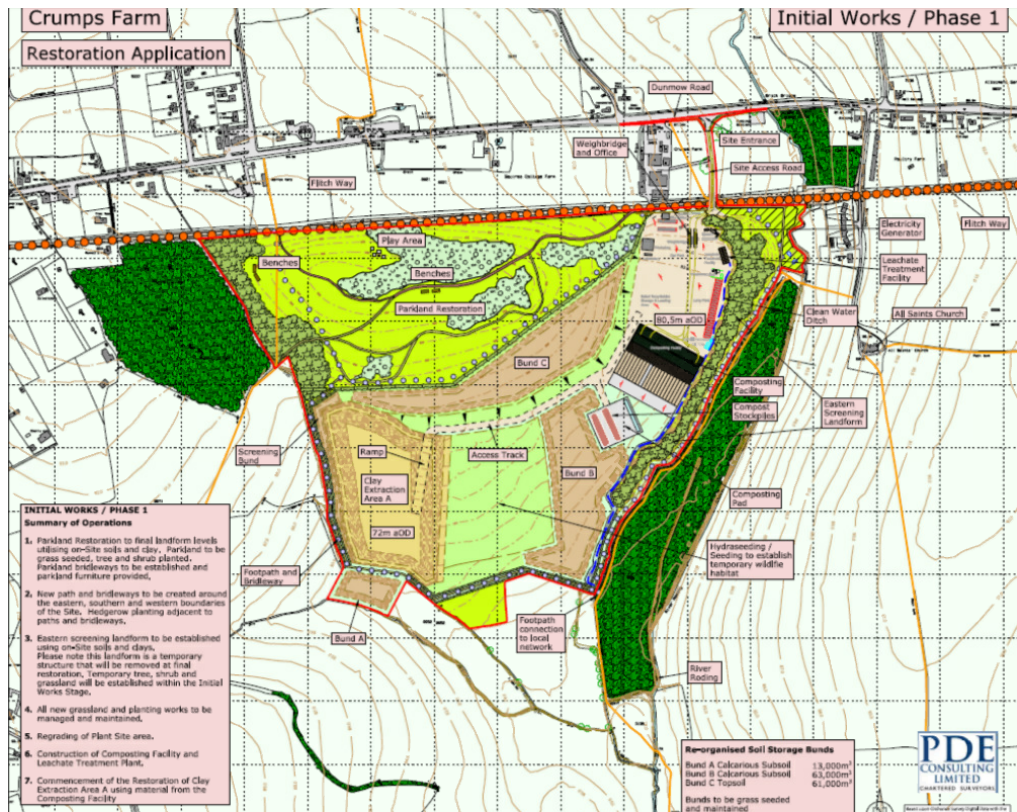 Crumps Farm
Initial Works / Phase 1
Restoration Application
Dunmow Road
Weighbridge
and Office
Site Entrance
Site Access Road
Flitch Way
Play Area
Benches
Benches
Parkland Restoration
Electricity
Generator
Flitch Way
Leachate
Treatment
Facility
80.5m aOD
Clean Water
Ditch
All Saints Church
Bund C
Composting
Facility
Compost
Stockpiles
Eastern
Screening
Landform
Screening
Bund
Ramp
Access Track
Clay
Extraction
Area A
Bund B
Composting
Pad
72m aOD
Hydraseeding /
Seeding to establish
temporary wildlife
habitat
Footpath and
Bridleway
Bund A
Footpath
connection
to local
network
River
Roding
INITIAL WORKS / PHASE 1
Summary of Operations
1. Parkland Restoration to final landform levels
utilising on-Site soils and clay. Parkland to be
grass seeded, tree and shrub planted.
Parkland bridleways to be established and
parkland furniture provided.
2. New path and bridleways to be created around
the eastern, southern and western boundaries
of the Site. Hedgerow planting adjacent to
paths and bridleways.
3. Eastern screening landform to be established
using on-Site soils and clays.
Please note this landform is a temporary
structure that will be removed at final
restoration. Temporary tree, shrub and
grassland will be established within the Initial
Works Stage.
4. All new grassland and planting works to be
managed and maintained.
5. Regrading of Plant Site area.
6. Construction of Composting Facility and
Leachate Treatment Plant.
7. Commencement of the Restoration of Clay
Extraction Area A using material from the
Composting Facility
Re-organised Soil Storage Bunds
Bund A Calcarious Subsoil 13,000m³
Bund B Calcarious Subsoil 63,000m³
Bund C Topsoil 61,000m³
Bunds to be grass seeded
and maintained
PDE
CONSULTING
LIMITED
CHARTERED SURVEYORS